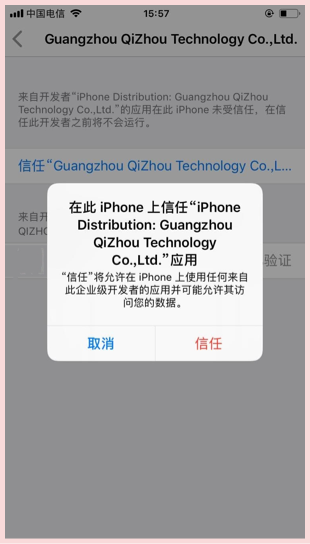 中国电信 15:57
Guangzhou QiZhou Technology Co.,Ltd.
来自开发者“iPhone Distribution: Guangzhou QiZhou
Technology Co.,Ltd.”的应用在此 iPhone 未受信任，在信
任此开发者之前将不会运行。
信任“Guangzhou QiZhou Technology Co.,L...
来自开
QIZHO
验证
在此 iPhone 上信任“iPhone
Distribution: Guangzhou
QiZhou Technology
Co.,Ltd.”应用
“信任”将允许在 iPhone 上使用任何来自
此企业级开发者的应用并可能允许其访
问您的数据。
取消 信任